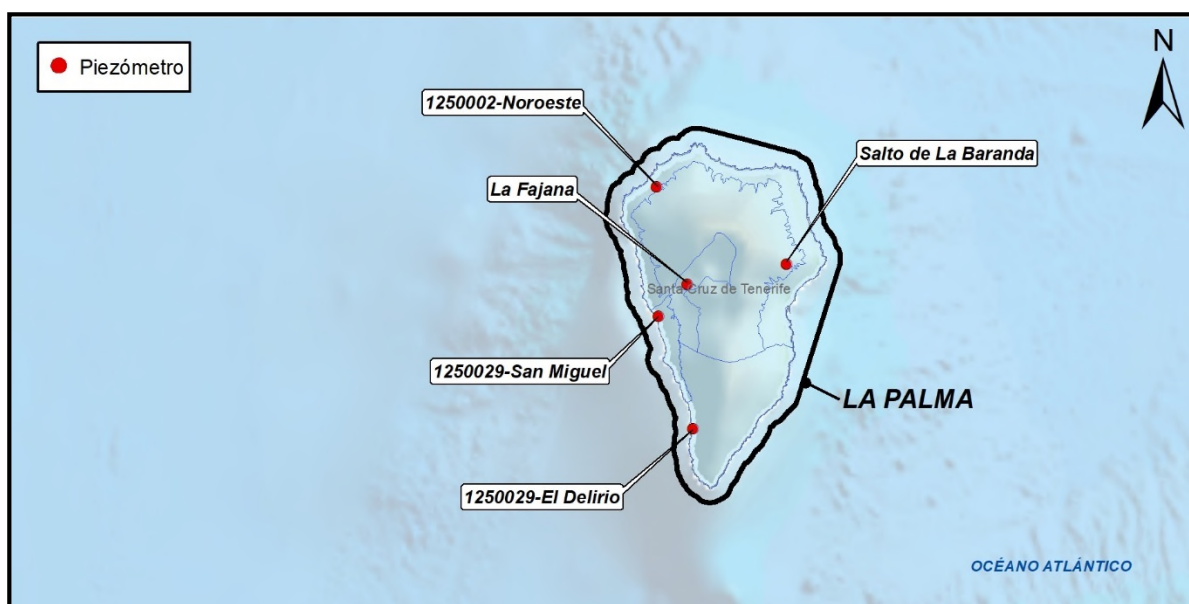 Piezómetro
N
1250002-Noroeste
Salto de La Baranda
La Fajana
Santa Cruz de Tenerife
1250029-San Miguel
LA PALMA
1250029-El Delirio
OCÉANO ATLÁNTICO